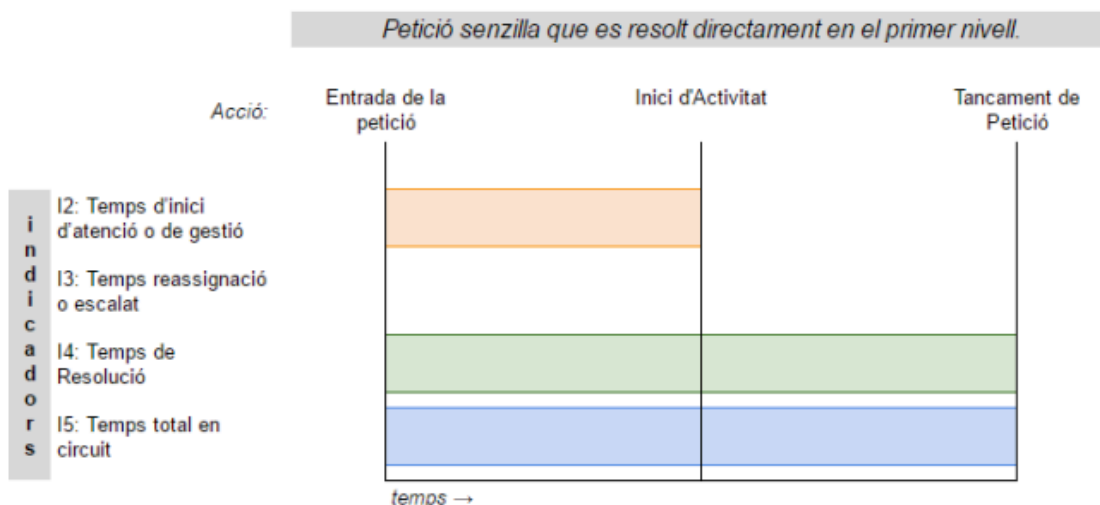 Petició senzilla que es resolt directament en el primer nivell.
Acció:
Entrada de la
petició
Inici d'Activitat
Tancament de
Petició
indicadors
I2: Temps d'inici
d'atenció o de gestió
I3: Temps reassignació
o escalat
I4: Temps de
Resolució
I5: Temps total en
circuit
temps →